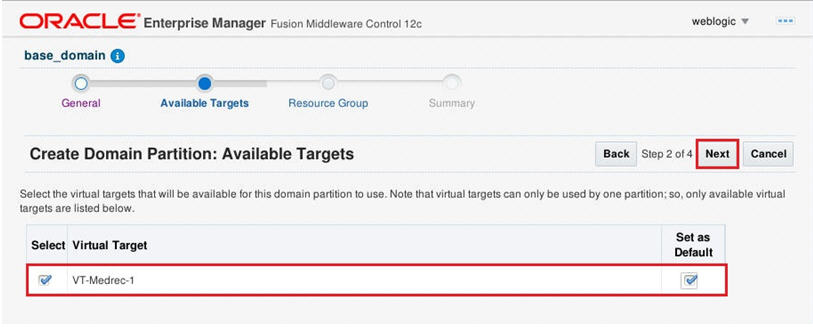 ORACLE Enterprise Manager Fusion Middleware Control 12c weblogic
base_domain
General Available Targets Resource Group Summary
Create Domain Partition: Available Targets Back Step 2 of 4 Next Cancel
Select the virtual targets that will be available for this domain partition to use. Note that virtual targets can only be used by one partition; so, only available virtual
targets are listed below.
Select Virtual Target Set as
Default
VT-Medrec-1